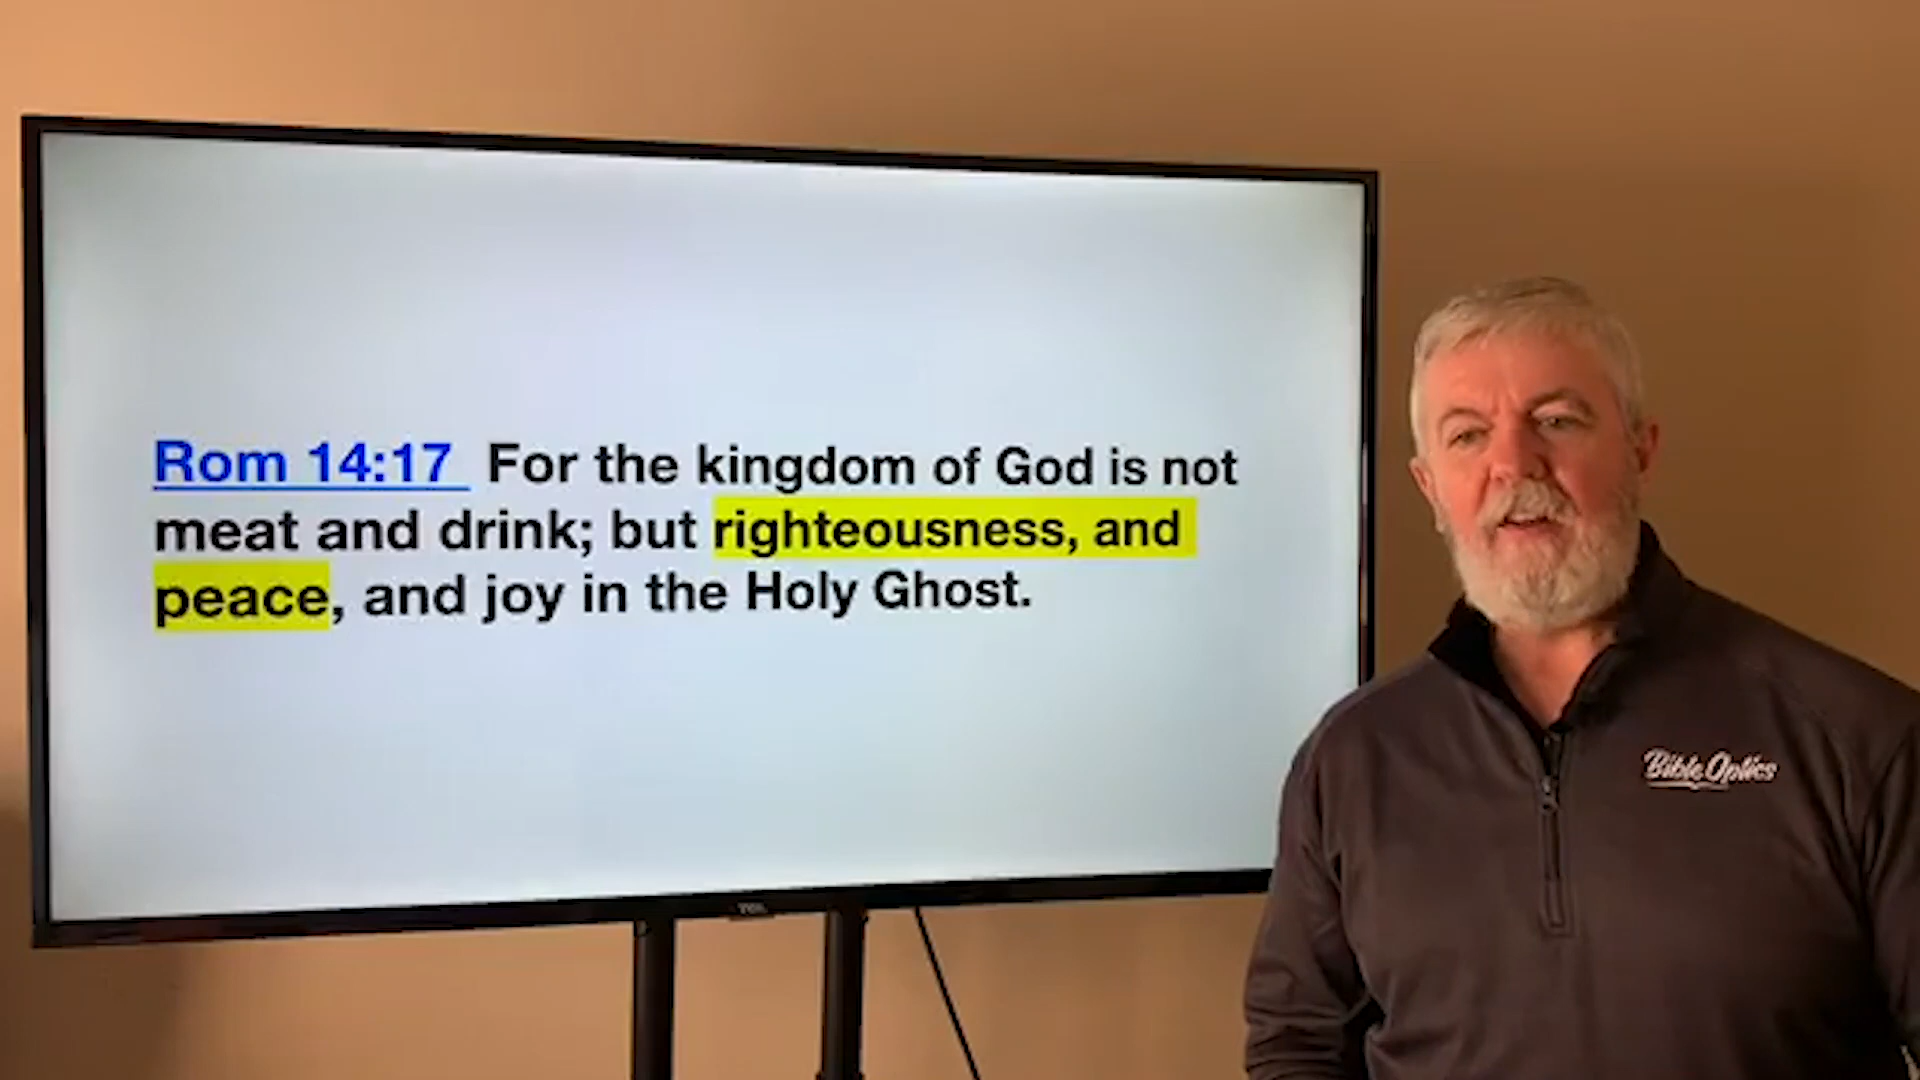 Rom 14:17 For the kingdom of God is not
meat and drink; but righteousness, and
peace, and joy in the Holy Ghost.
Bible Optics
TCL